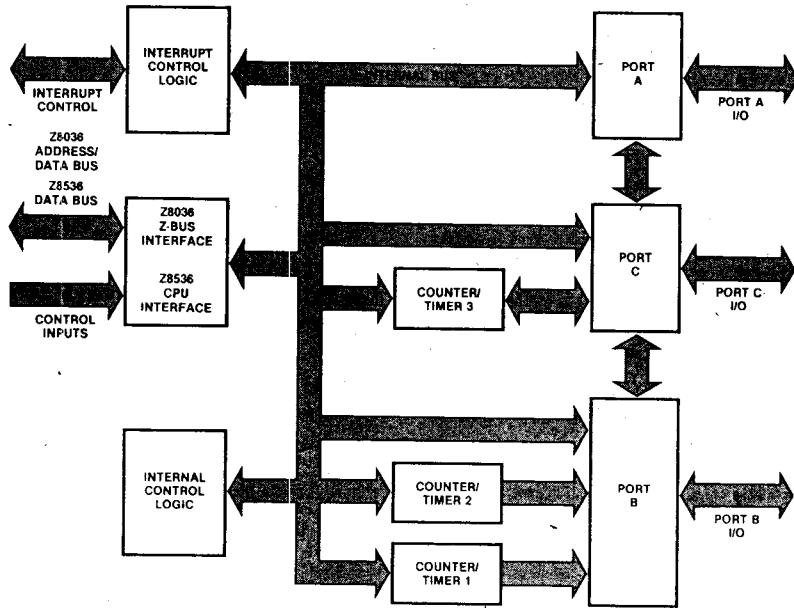 INTERRUPT
CONTROL
LOGIC
INTERNAL BUS
PORT
A
INTERRUPT
CONTROL
PORT A
I/O
Z8036
ADDRESS/
DATA BUS
Z8536
DATA BUS
Z8036
Z-BUS
INTERFACE
Z8536
CPU
INTERFACE
CONTROL
INPUTS
PORT
C
PORT C
I/O
COUNTER/
TIMER 3
INTERNAL
CONTROL
LOGIC
COUNTER/
TIMER 2
PORT
B
PORT B
I/O
COUNTER/
TIMER 1